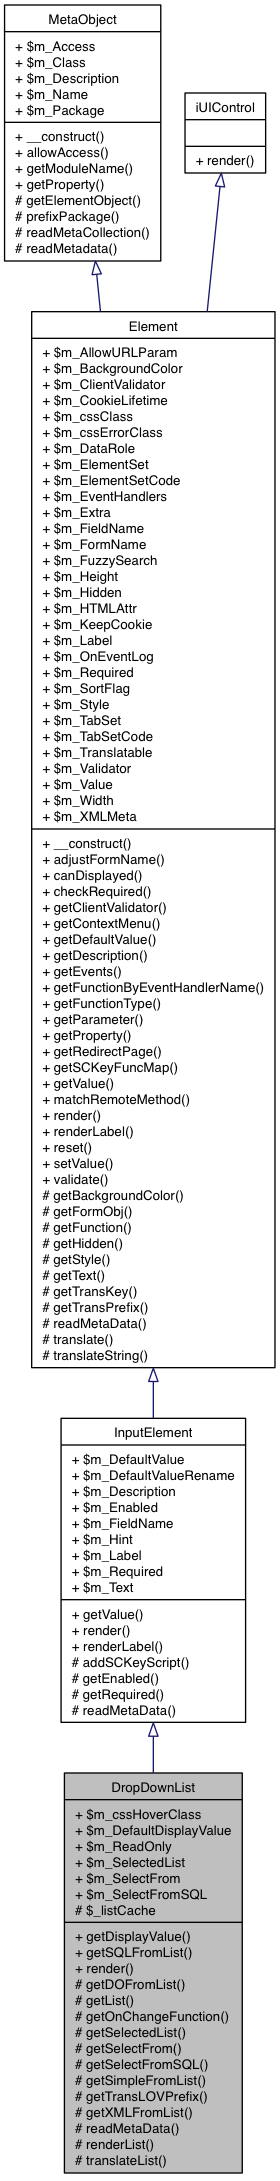 MetaObject
+ $m_Access
+ $m_Class
+ $m_Description
+ $m_Name
+ $m_Package
+ __construct()
+ allowAccess()
+ getModuleName()
+ getProperty()
# getElementObject()
# prefixPackage()
# readMetaCollection()
# readMetadata()
iUIControl
+ render()
Element
+ $m_AllowURLParam
+ $m_BackgroundColor
+ $m_ClientValidator
+ $m_CookieLifetime
+ $m_cssClass
+ $m_cssErrorClass
+ $m_DataRole
+ $m_ElementSet
+ $m_ElementSetCode
+ $m_EventHandlers
+ $m_Extra
+ $m_FieldName
+ $m_FormName
+ $m_FuzzySearch
+ $m_Height
+ $m_Hidden
+ $m_HTMLAttr
+ $m_KeepCookie
+ $m_Label
+ $m_OnEventLog
+ $m_Required
+ $m_SortFlag
+ $m_Style
+ $m_TabSet
+ $m_TabSetCode
+ $m_Translatable
+ $m_Validator
+ $m_Value
+ $m_Width
+ $m_XMLMeta
+ __construct()
+ adjustFormName()
+ canDisplayed()
+ checkRequired()
+ getClientValidator()
+ getContextMenu()
+ getDefaultValue()
+ getDescription()
+ getEvents()
+ getFunctionByEventHandlerName()
+ getFunctionType()
+ getParameter()
+ getProperty()
+ getRedirectPage()
+ getSCKeyFuncMap()
+ getValue()
+ matchRemoteMethod()
+ render()
+ renderLabel()
+ reset()
+ setValue()
+ validate()
# getBackgroundColor()
# getFormObj()
# getFunction()
# getHidden()
# getStyle()
# getText()
# getTransKey()
# getTransPrefix()
# readMetaData()
# translate()
# translateString()
InputElement
+ $m_DefaultValue
+ $m_DefaultValueRename
+ $m_Description
+ $m_Enabled
+ $m_FieldName
+ $m_Hint
+ $m_Label
+ $m_Required
+ $m_Text
+ getValue()
+ render()
+ renderLabel()
# addSCKeyScript()
# getEnabled()
# getRequired()
# readMetaData()
DropDownList
+ $m_cssHoverClass
+ $m_DefaultDisplayValue
+ $m_ReadOnly
+ $m_SelectedList
+ $m_SelectFrom
+ $m_SelectFromSQL
# $_listCache
+ getDisplayValue()
+ getSQLFromList()
+ render()
# getDOFromList()
# getList()
# getOnChangeFunction()
# getSelectedList()
# getSelectFrom()
# getSelectFromSQL()
# getSimpleFromList()
# getTransLOVPrefix()
# getXMLFromList()
# readMetaData()
# renderList()
# translateList()